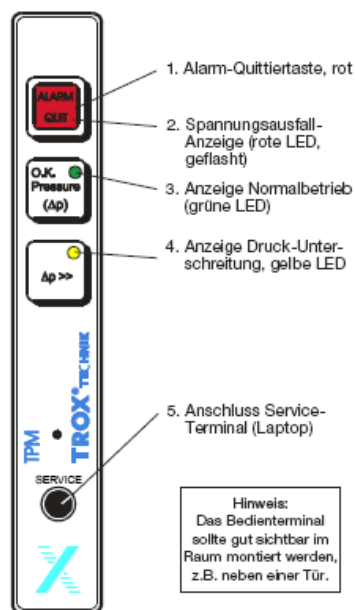 ALARM
QUIT
O.K.
Pressure
(Δp)
Δp >>
TPM
TROX® TECHNIK
SERVICE
X
1. Alarm-Quittiertaste, rot
2. Spannungsausfall-
Anzeige (rote LED,
geflasht)
3. Anzeige Normalbetrieb
(grüne LED)
4. Anzeige Druck-Unter-
schreitung, gelbe LED
5. Anschluss Service-
Terminal (Laptop)
Hinweis:
Das Bedienterminal
sollte gut sichtbar im
Raum montiert werden,
z.B. neben einer Tür.